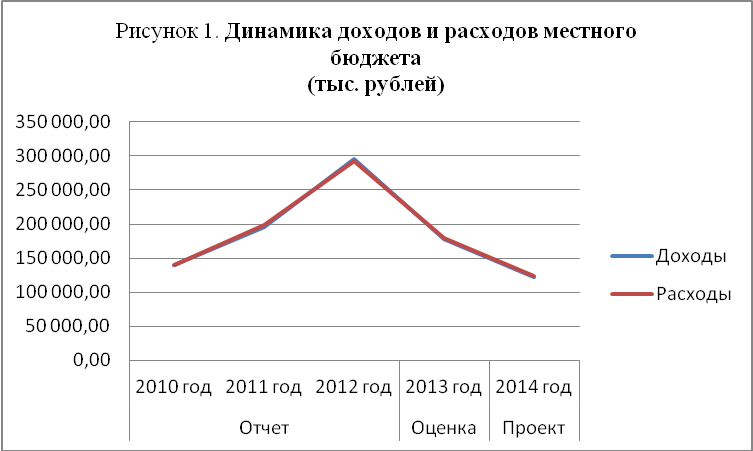 Рисунок 1. Динамика доходов и расходов местного
бюджета
(тыс. рублей)
350 000,00
300 000,00
250 000,00
200 000,00
150 000,00
100 000,00
50 000,00
0,00
Доходы
Расходы
2010 год 2011 год 2012 год 2013 год 2014 год
Отчет Оценка Проект